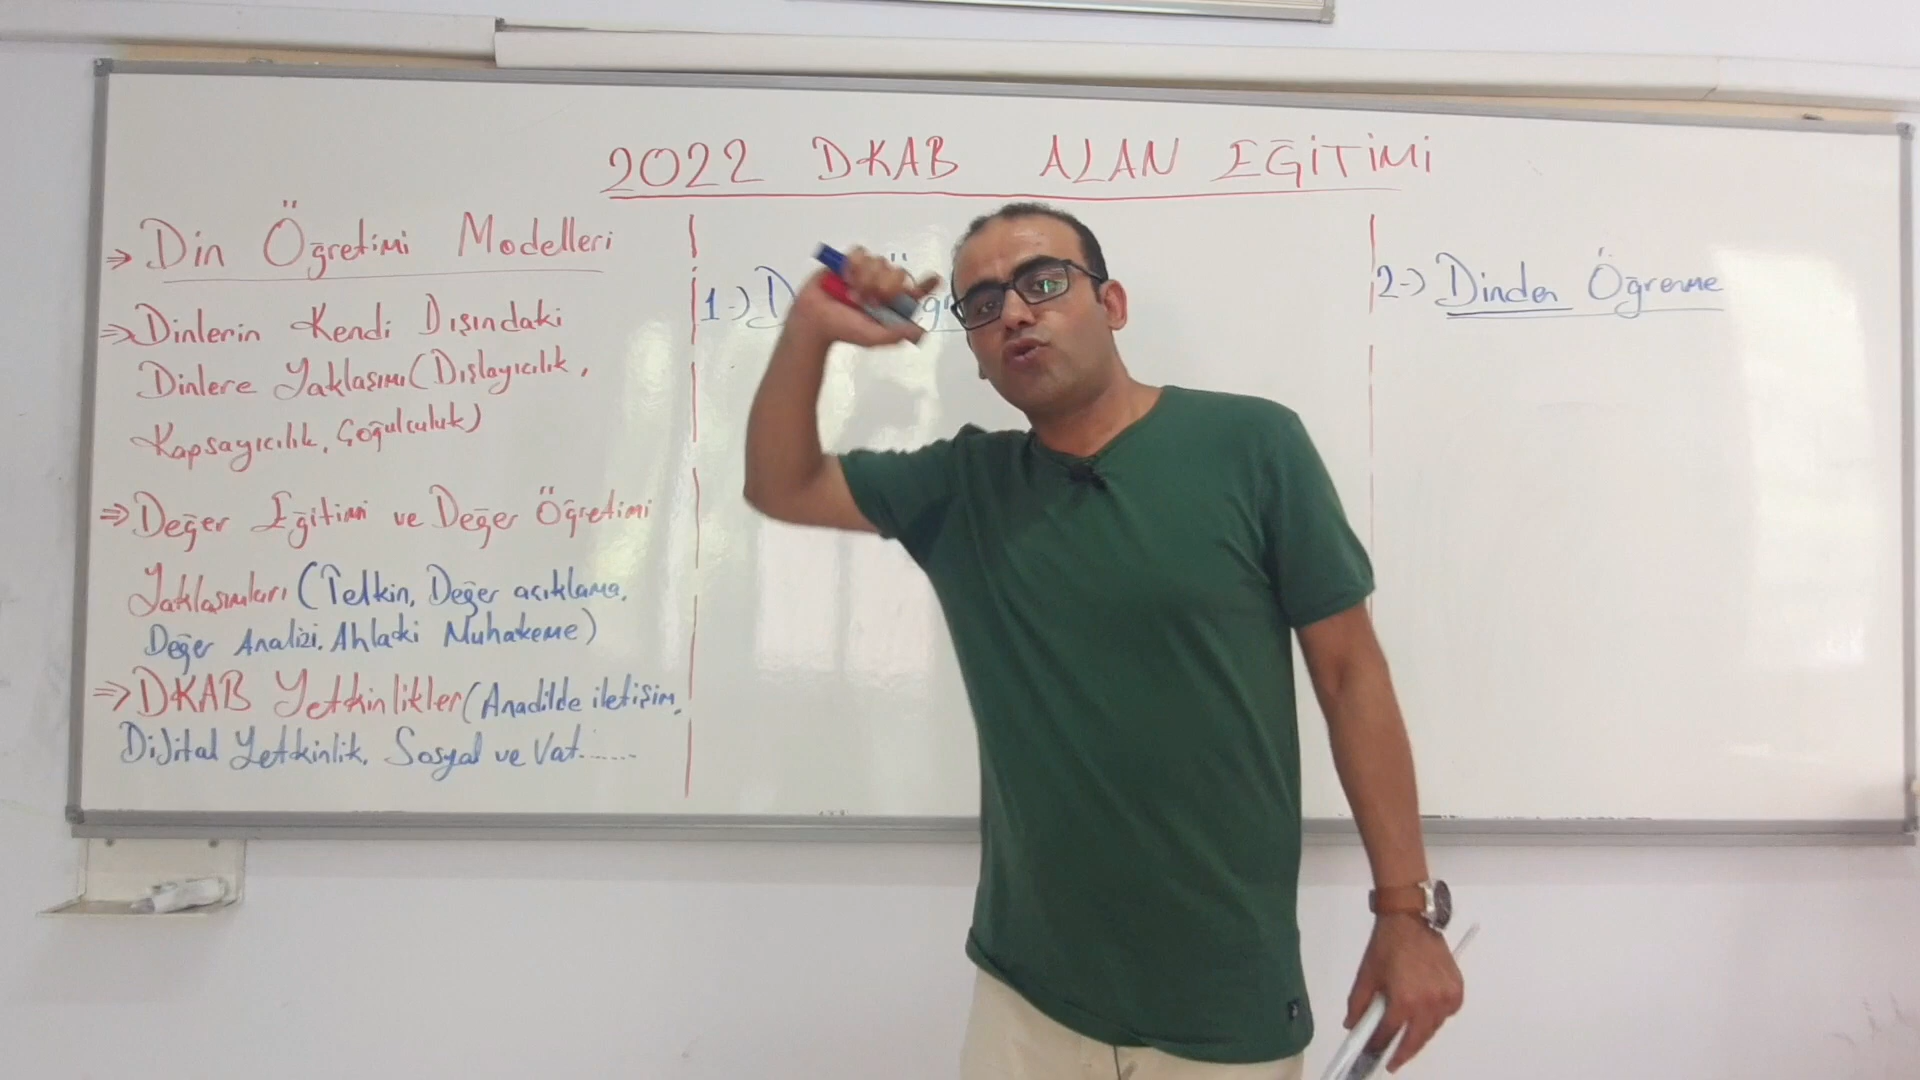 2022 DKAB ALAN EĞİTİMİ
⇒ Din Öğretimi Modelleri
⇒ Dinlerin Kendi Dışındaki
Dinlere Yaklaşımı (Dışlayıcılık,
Kapsayıcılık, Çoğulculuk)
⇒ Değer Eğitimi ve Değer Öğretimi
Yaklaşımları (Telkin, Değer açıklama,
Değer Analizi, Ahlaki Muhakeme)
⇒ DKAB Yetkinlikler (Anadilde iletişim,
Dijital Yetkinlik, Sosyal ve Vat.......
1-)
2-) Dinden Öğrenme